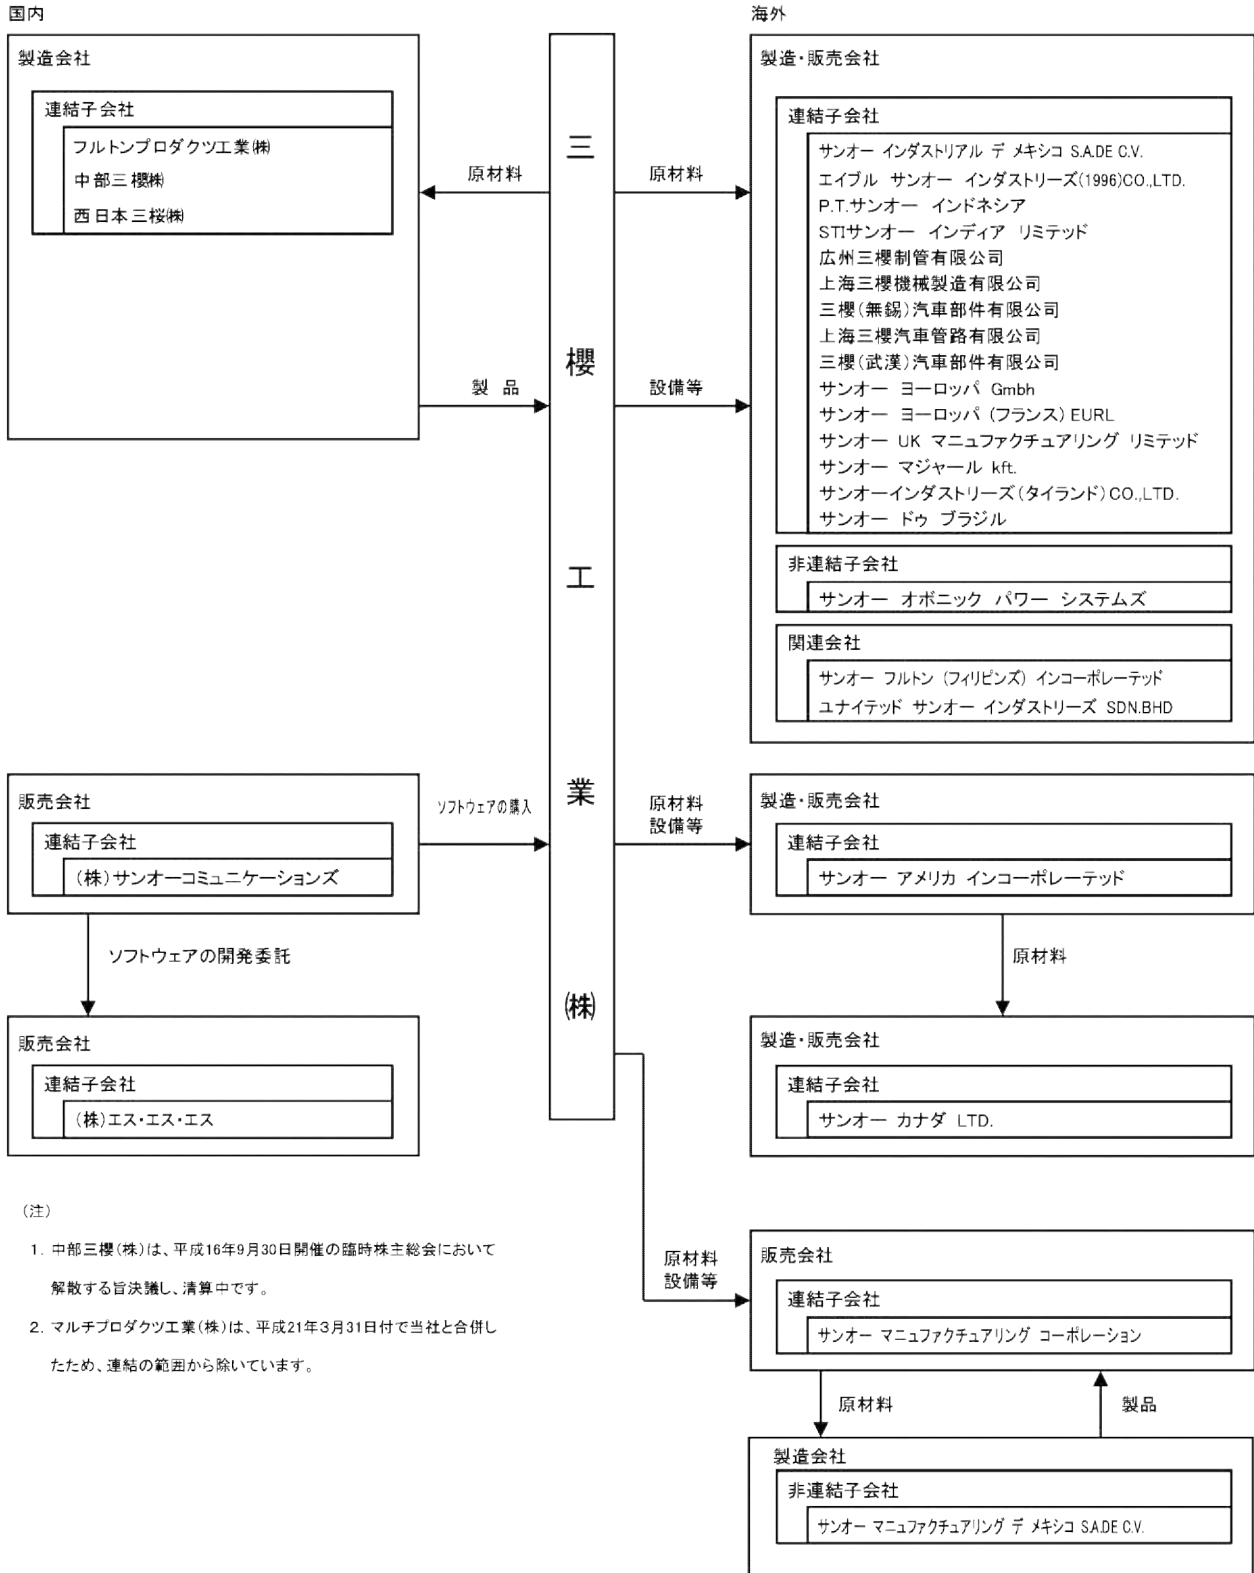 国内
製造会社
連結子会社
フルトンプロダクツ工業㈱
中部三櫻㈱
西日本三桜㈱
原材料
製 品
三櫻工業㈱
原材料
設備等
海外
製造・販売会社
連結子会社
サンオー インダストリアル デ メキシコ S.A.DE C.V.
エイブル サンオー インダストリーズ(1996)CO.,LTD.
P.T.サンオー インドネシア
STIサンオー インディア リミテッド
広州三櫻制管有限公司
上海三櫻機械製造有限公司
三櫻(無錫)汽車部件有限公司
上海三櫻汽車管路有限公司
三櫻(武漢)汽車部件有限公司
サンオー ヨーロッパ Gmbh
サンオー ヨーロッパ (フランス) EURL
サンオー UK マニュファクチュアリング リミテッド
サンオー マジャール kft.
サンオーインダストリーズ(タイランド)CO.,LTD.
サンオー ドゥ ブラジル
非連結子会社
サンオー オボニック パワー システムズ
関連会社
サンオー フルトン (フィリピンズ) インコーポレーテッド
ユナイテッド サンオー インダストリーズ SDN.BHD
販売会社
連結子会社
(株)サンオーコミュニケーションズ
ソフトウェアの購入
原材料
設備等
製造・販売会社
連結子会社
サンオー アメリカ インコーポレーテッド
ソフトウェアの開発委託
原材料
販売会社
連結子会社
(株)エス・エス・エス
製造・販売会社
連結子会社
サンオー カナダ LTD.
(注)
1. 中部三櫻(株)は、平成16年9月30日開催の臨時株主総会において
解散する旨決議し、清算中です。
2. マルチプロダクツ工業(株)は、平成21年3月31日付で当社と合併し
たため、連結の範囲から除いています。
原材料
設備等
販売会社
連結子会社
サンオー マニュファクチュアリング コーポレーション
原材料
製品
製造会社
非連結子会社
サンオー マニュファクチュアリング デ メキシコ S.A.DE C.V.